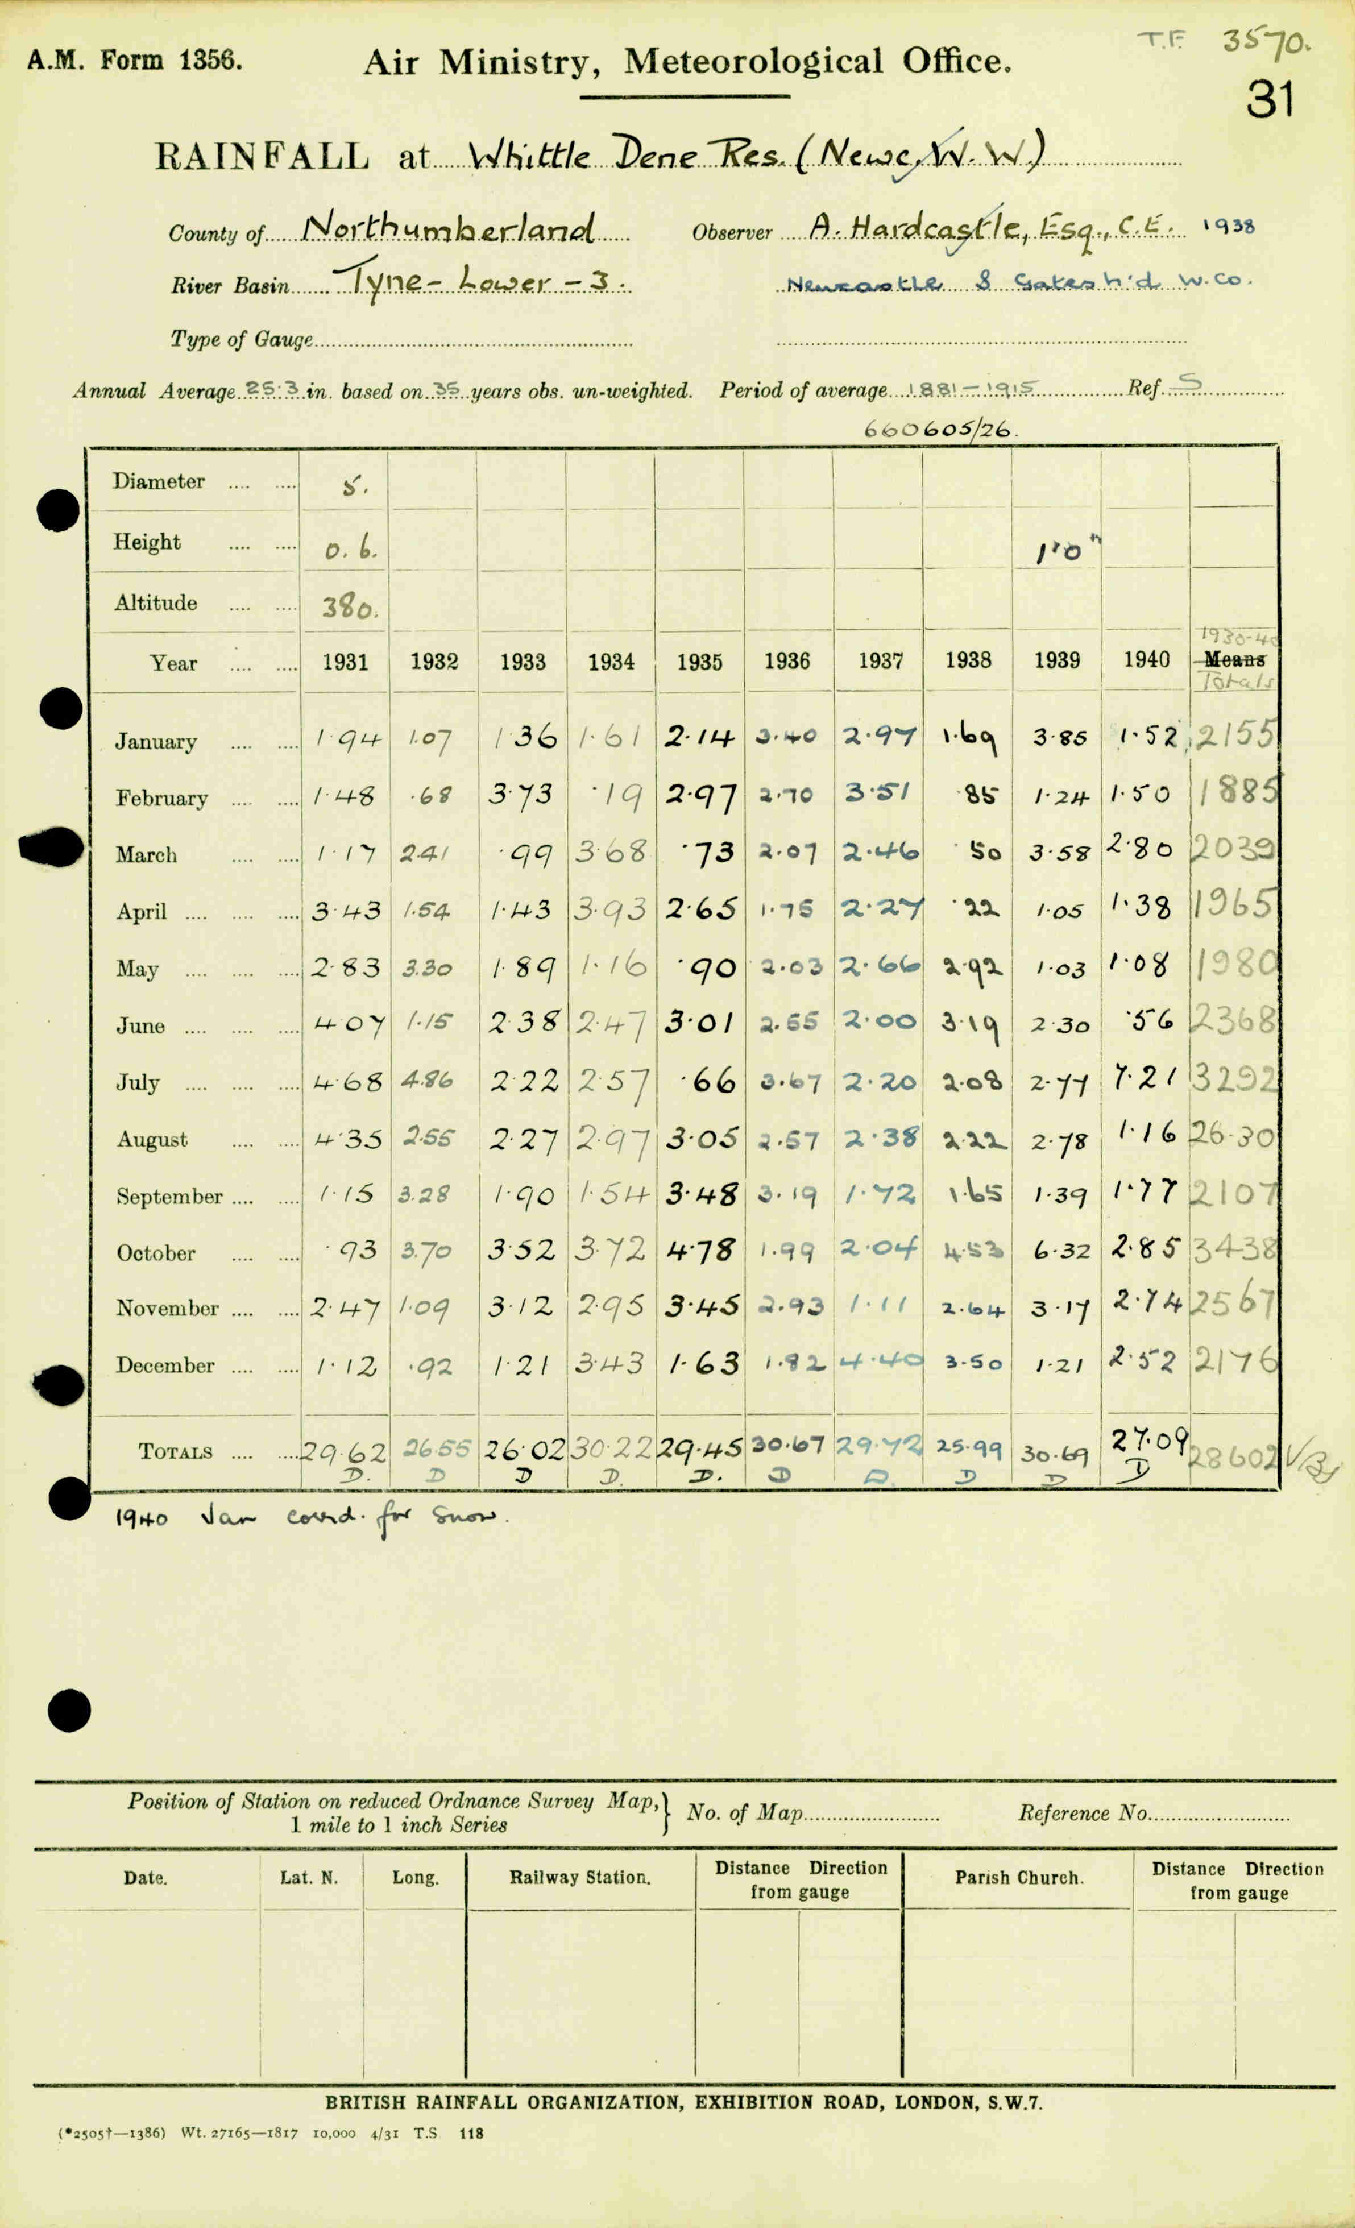 T.F. 3570.
A.M. Form 1356. Air Ministry, Meteorological Office.
31
RAINFALL at Whittle Dene Res. (Newc. W. W.)
County of Northumberland Observer A. Hardcastle, Esq., C.E. 1938
River Basin Tyne - Lower - 3. Newcastle & Gatesh'd W. Co.
Type of Gauge
Annual Average 25.3 in. based on 35 years obs. un-weighted. Period of average 1881-1915 Ref. S
660605/26.
Diameter 5.
Height 0. 6. 1'0"
Altitude 380.
Year 1931 1932 1933 1934 1935 1936 1937 1938 1939 1940 1930-40 Means Totals
January 1.94 1.07 1.36 1.61 2.14 3.40 2.97 1.69 3.85 1.52 2155
February 1.48 .68 3.73 .19 2.97 2.70 3.51 .85 1.24 1.50 1885
March 1.17 2.41 .99 3.68 .73 2.07 2.46 .50 3.58 2.80 2039
April 3.43 1.54 1.43 3.93 2.65 1.75 2.27 .22 1.05 1.38 1965
May 2.83 3.30 1.89 1.16 .90 2.03 2.66 2.92 1.03 1.08 1980
June 4.07 1.15 2.38 2.47 3.01 2.55 2.00 3.19 2.30 .56 2368
July 4.68 4.86 2.22 2.57 .66 3.67 2.20 2.08 2.77 7.21 3292
August 4.35 2.55 2.27 2.97 3.05 2.57 2.38 2.22 2.78 1.16 26.30
September 1.15 3.28 1.90 1.54 3.48 3.19 1.72 1.65 1.39 1.77 2107
October .93 3.70 3.52 3.72 4.78 1.99 2.04 4.53 6.32 2.85 3438
November 2.47 1.09 3.12 2.95 3.45 2.93 1.11 2.64 3.17 2.74 2567
December 1.12 .92 1.21 3.43 1.63 1.82 4.40 3.50 1.21 2.52 2176
TOTALS 29.62 26.55 26.02 30.22 29.45 30.67 29.72 25.99 30.69 27.09 28602
D. D D D. D. D D. D D D
1940 Jan corrd. for snow.
Position of Station on reduced Ordnance Survey Map, 1 mile to 1 inch Series } No. of Map Reference No.
Date. Lat. N. Long. Railway Station. Distance Direction from gauge Parish Church. Distance Direction from gauge
BRITISH RAINFALL ORGANIZATION, EXHIBITION ROAD, LONDON, S.W.7.
(*2505†—1386) Wt. 27165—1817 10,000 4/31 T.S. 118